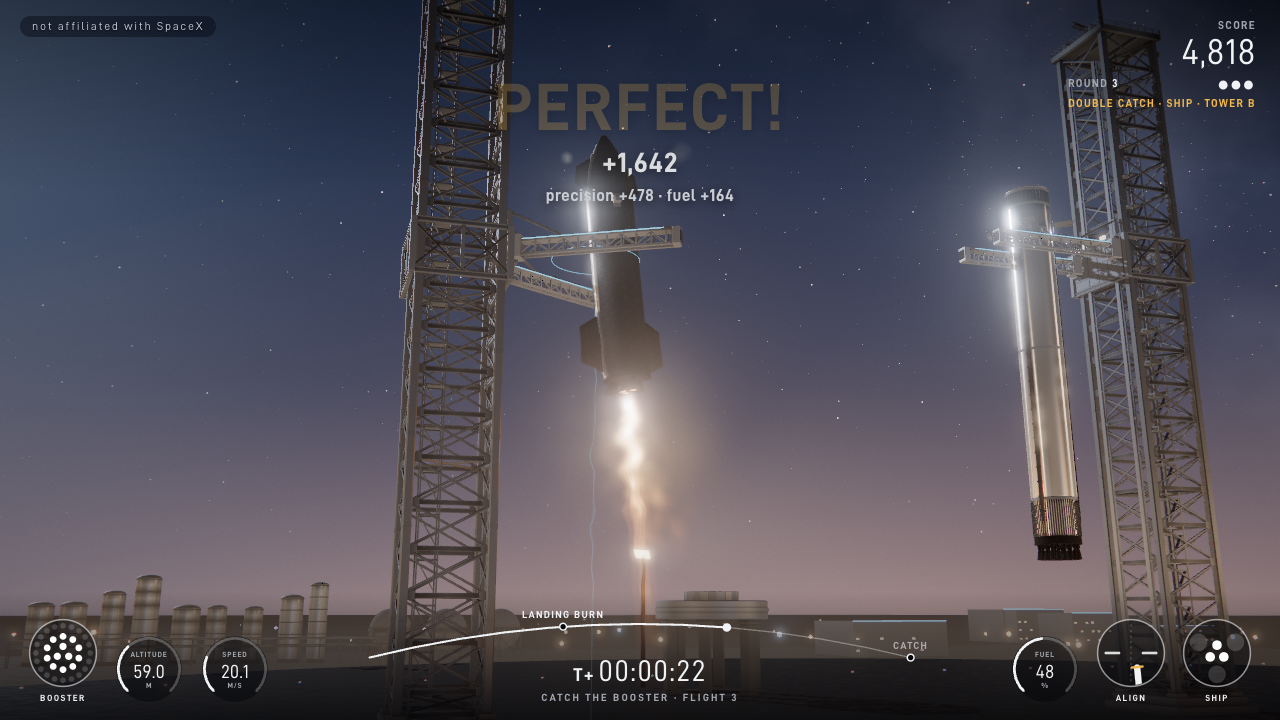 not affiliated with SpaceX
SCORE
4,818
ROUND 3
DOUBLE CATCH · SHIP · TOWER B
PERFECT!
+1,642
precision +478 · fuel +164
LANDING BURN
CATCH
T+ 00:00:22
CATCH THE BOOSTER · FLIGHT 3
BOOSTER
ALTITUDE
59.0
M
SPEED
20.1
M/S
FUEL
48
%
ALIGN
SHIP